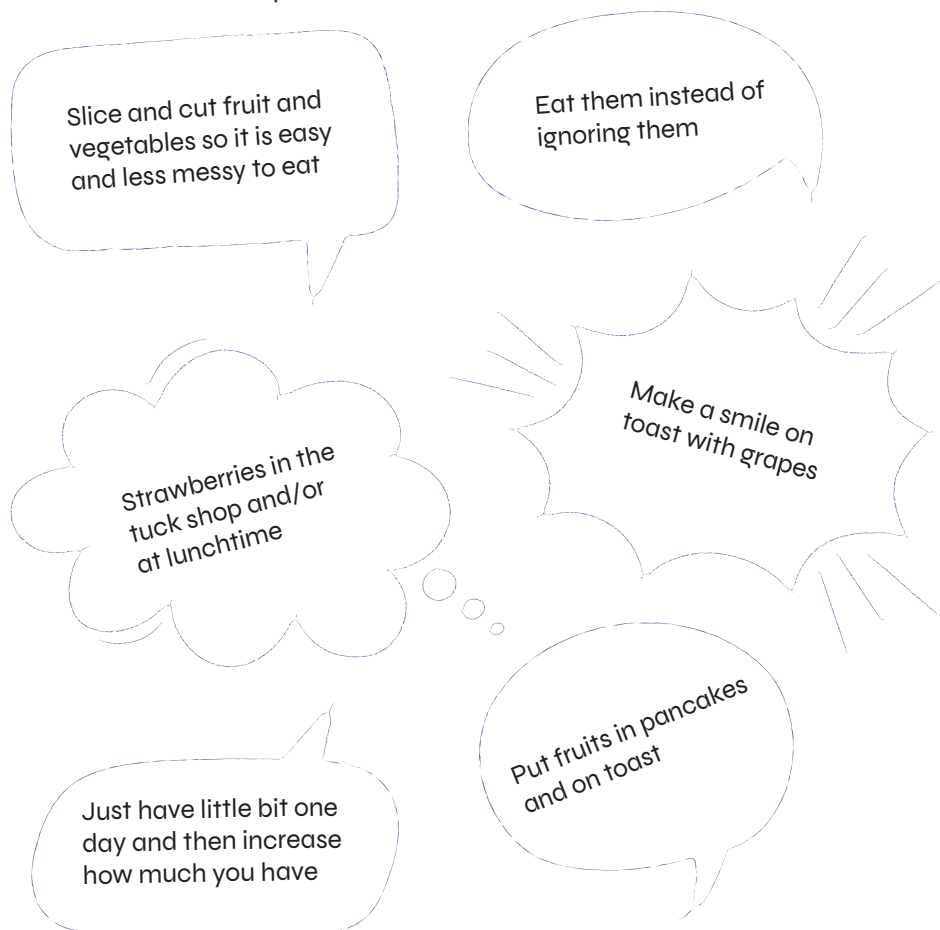 Slice and cut fruit and
vegetables so it is easy
and less messy to eat
Eat them instead of
ignoring them
Make a smile on
toast with grapes
Strawberries in the
tuck shop and/or
at lunchtime
Put fruits in pancakes
and on toast
Just have little bit one
day and then increase
how much you have